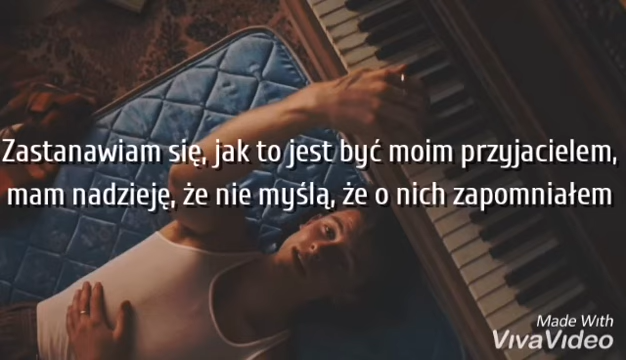 Zastanawiam się, jak to jest być moim przyjacielem,
mam nadzieję, że nie myślą, że o nich zapomniałem
Made With
VivaVideo